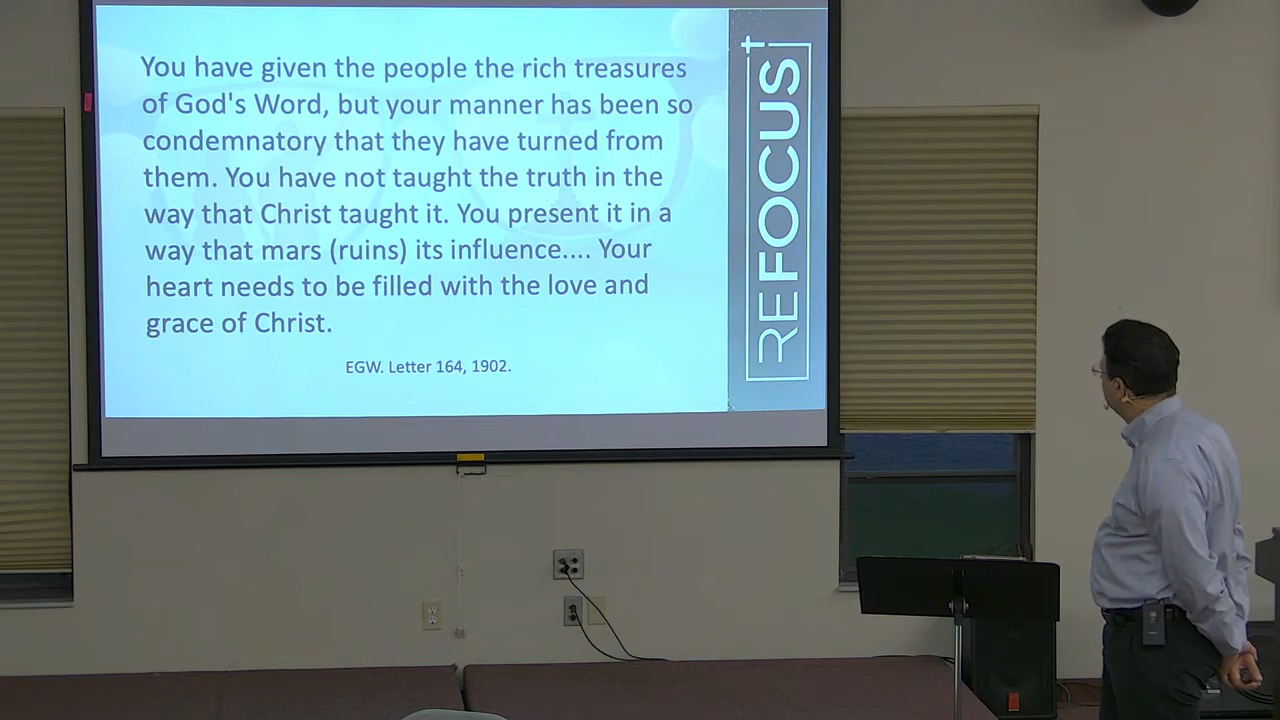 You have given the people the rich treasures
of God's Word, but your manner has been so
condemnatory that they have turned from
them. You have not taught the truth in the
way that Christ taught it. You present it in a
way that mars (ruins) its influence.... Your
heart needs to be filled with the love and
grace of Christ.
EGW. Letter 164, 1902.
REFOCUS